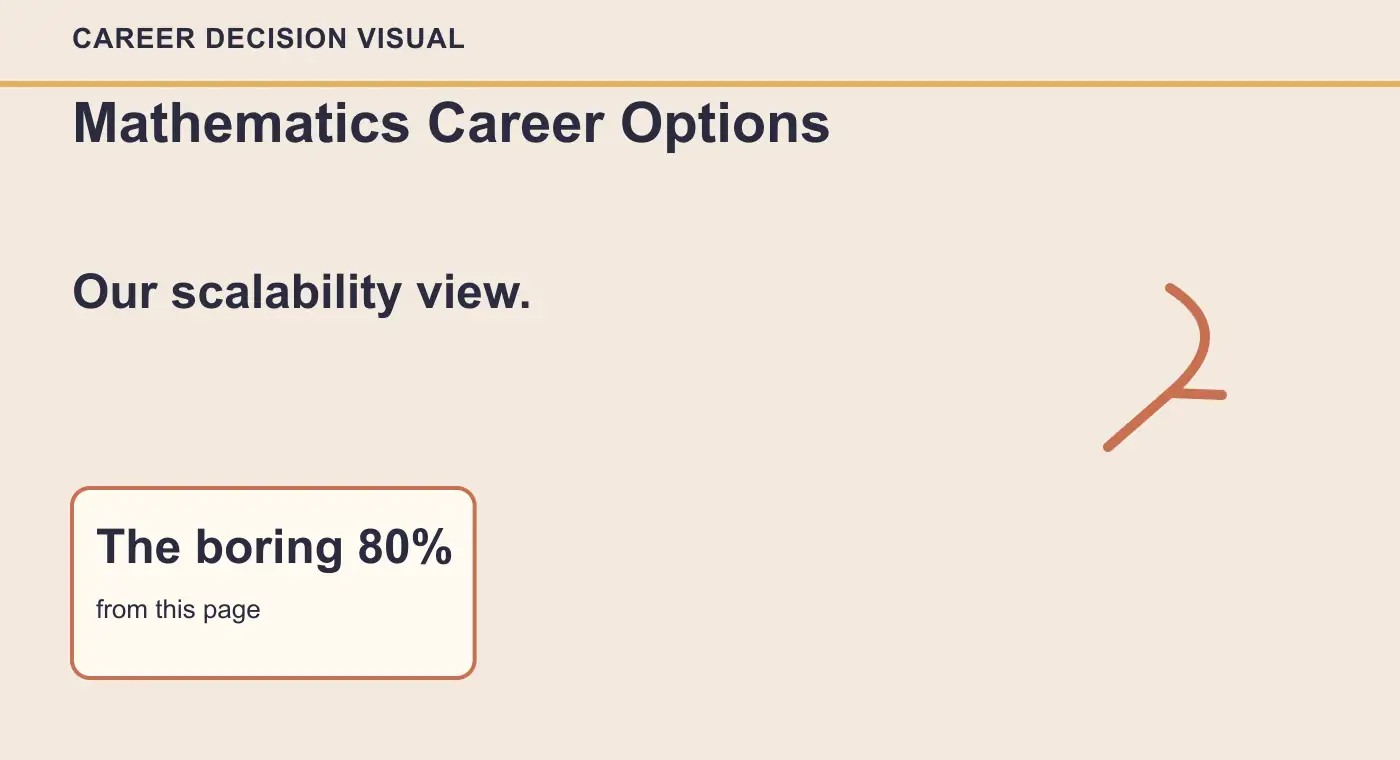 CAREER DECISION VISUAL
Mathematics Career Options
Our scalability view.
The boring 80%
from this page